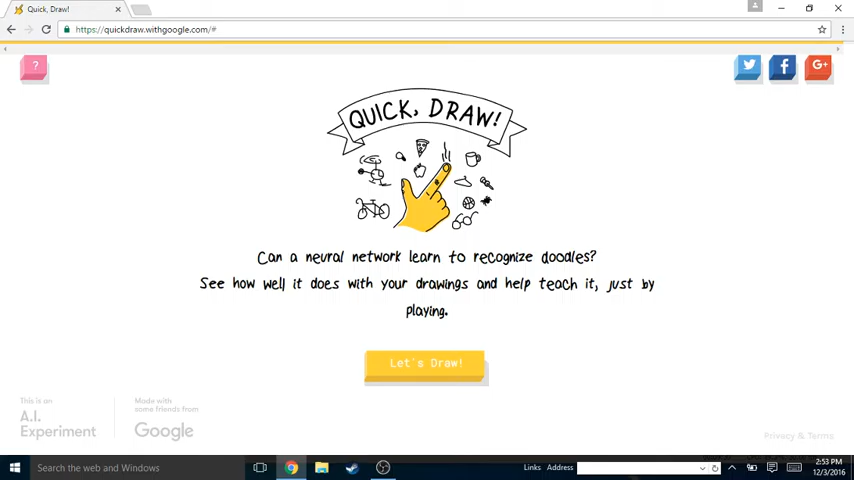 Quick, Draw!
https://quickdraw.withgoogle.com/#
?
G+
QUICK, DRAW!
Can a neural network learn to recognize doodles?
See how well it does with your drawings and help teach it, just by
playing.
Let's Draw!
This is an
A.I.
Experiment
Made with
some friends from
Google
Privacy & Terms
Search the web and Windows
Links Address
2:53 PM
12/3/2016